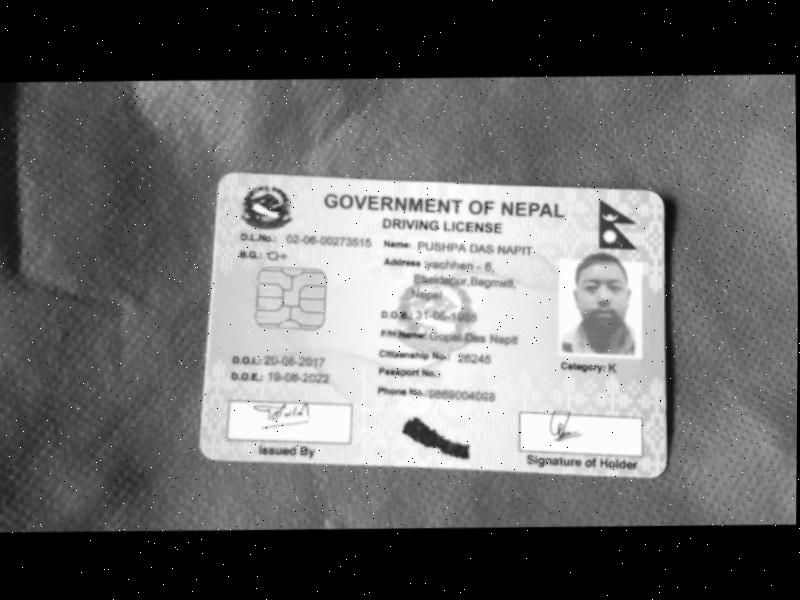 GOVERNMENT OF NEPAL
DRIVING LICENSE
D.L.No.: 02-06-00273515
B.G.: O+
Name: PUSHPA DAS NAPIT
Address: yachhen - 6,
Bhaktapur,Bagmati,
Nepal
D.O.B.: 31-05-
F/H Name: Gopal Das Napit
Citizenship No.: 26245
Passport No.:
Phone No.:
D.O.I.: 20-08-2017
D.O.E.: 19-08-2022
Category: K
Issued By
Signature of Holder